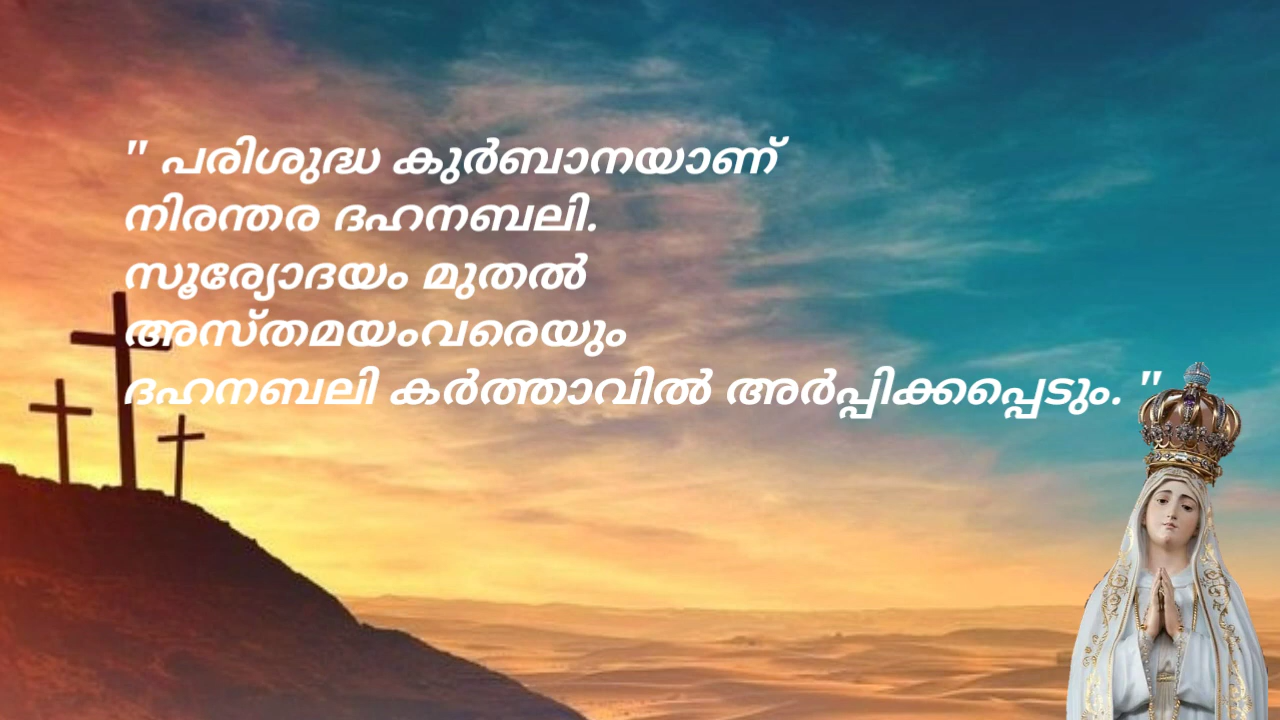 " പരിശുദ്ധ കുർബാനയാണ്
നിരന്തര ദഹനബലി.
സൂര്യോദയം മുതൽ
അസ്തമയംവരെയും
ദഹനബലി കർത്താവിൽ അർപ്പിക്കപ്പെടും. "